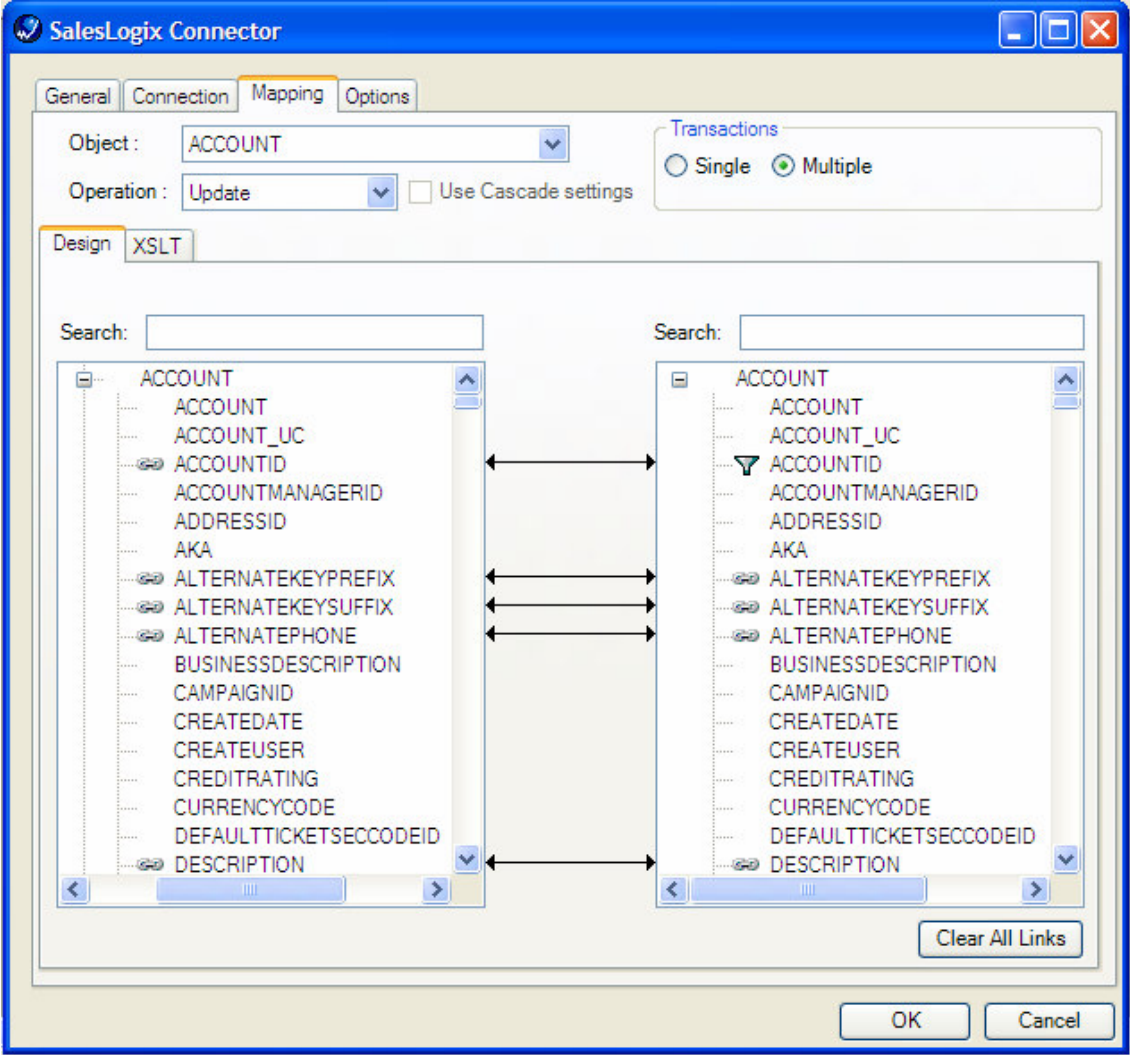 SalesLogix Connector
General Connection Mapping Options
Object : ACCOUNT
Transactions
Single Multiple
Operation : Update Use Cascade settings
Design XSLT
Search: Search:
ACCOUNT ACCOUNT
ACCOUNT ACCOUNT
ACCOUNT_UC ACCOUNT_UC
ACCOUNTID ACCOUNTID
ACCOUNTMANAGERID ACCOUNTMANAGERID
ADDRESSID ADDRESSID
AKA AKA
ALTERNATEKEYPREFIX ALTERNATEKEYPREFIX
ALTERNATEKEYSUFFIX ALTERNATEKEYSUFFIX
ALTERNATEPHONE ALTERNATEPHONE
BUSINESSDESCRIPTION BUSINESSDESCRIPTION
CAMPAIGNID CAMPAIGNID
CREATEDATE CREATEDATE
CREATEUSER CREATEUSER
CREDITRATING CREDITRATING
CURRENCYCODE CURRENCYCODE
DEFAULTTICKETSECCODEID DEFAULTTICKETSECCODEID
DESCRIPTION DESCRIPTION
Clear All Links
OK Cancel